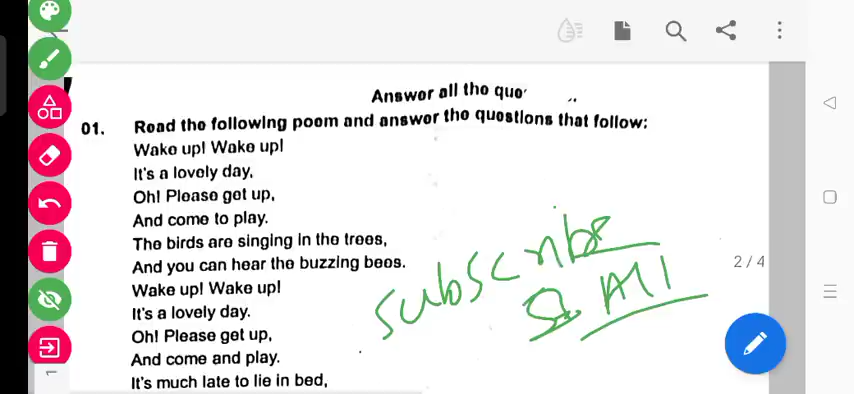 Answer all the que
01. Read the following poem and answer the questions that follow:
Wake up! Wake up!
It's a lovely day,
Oh! Please get up,
And come to play.
The birds are singing in the trees,
And you can hear the buzzing bees.
Wake up! Wake up!
It's a lovely day.
Oh! Please get up,
And come and play.
It's much late to lie in bed,
subscribe
& All
2/4